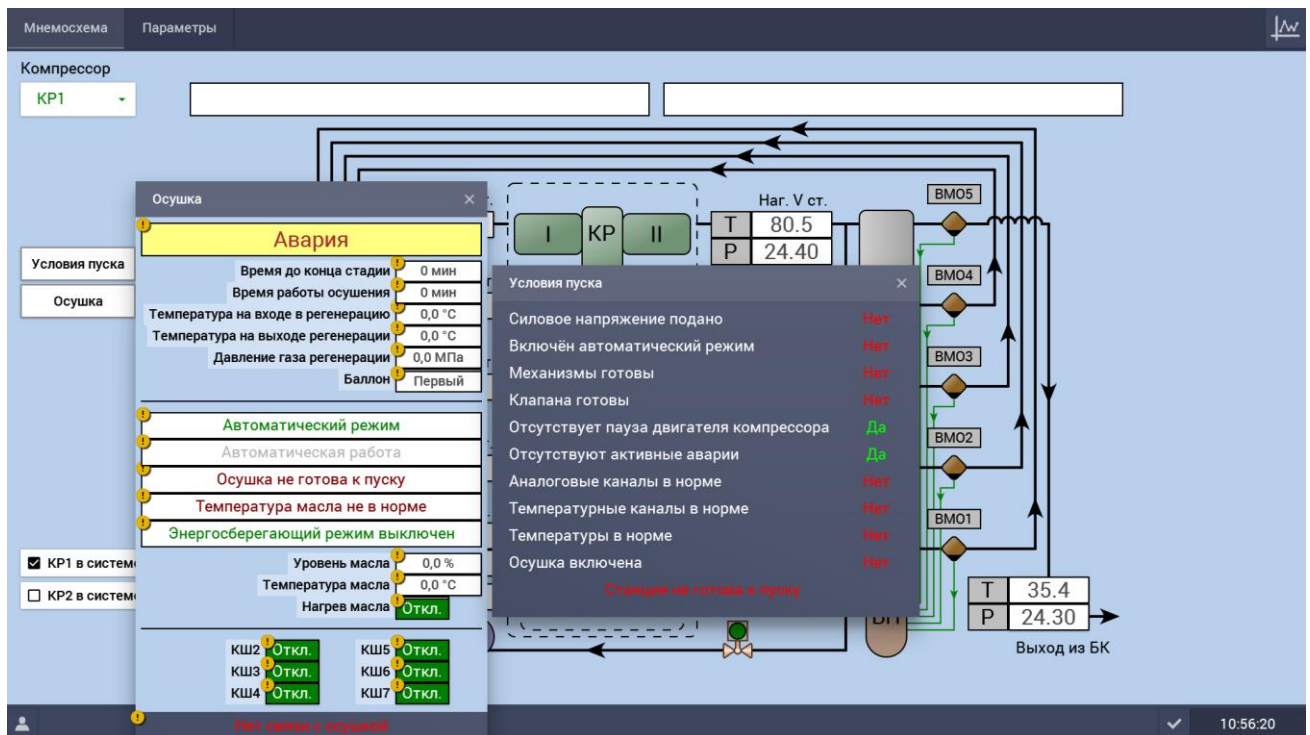 Мнемосхема Параметры
Компрессор
КР1
Условия пуска
Осушка
КР1 в систем
КР2 в систем
Осушка ×
Авария
Время до конца стадии 0 мин
Время работы осушения 0 мин
Температура на входе в регенерацию 0,0 °C
Температура на выходе регенерации 0,0 °C
Давление газа регенерации 0,0 МПа
Баллон Первый
Автоматический режим
Автоматическая работа
Осушка не готова к пуску
Температура масла не в норме
Энергосберегающий режим выключен
Уровень масла 0,0 %
Температура масла 0,0 °C
Нагрев масла Откл.
КШ2 Откл. КШ5 Откл.
КШ3 Откл. КШ6 Откл.
КШ4 Откл. КШ7 Откл.
Нет связи с осушкой
I КР II
Наг. V ст.
T 80.5
P 24.40
Условия пуска ×
Силовое напряжение подано Нет
Включён автоматический режим Нет
Механизмы готовы Нет
Клапана готовы Нет
Отсутствует пауза двигателя компрессора Да
Отсутствуют активные аварии Да
Аналоговые каналы в норме Нет
Температурные каналы в норме Нет
Температуры в норме Нет
Осушка включена Нет
Станция не готова к пуску
ВМО5
ВМО4
ВМО3
ВМО2
ВМО1
T 35.4
P 24.30
Выход из БК
10:56:20